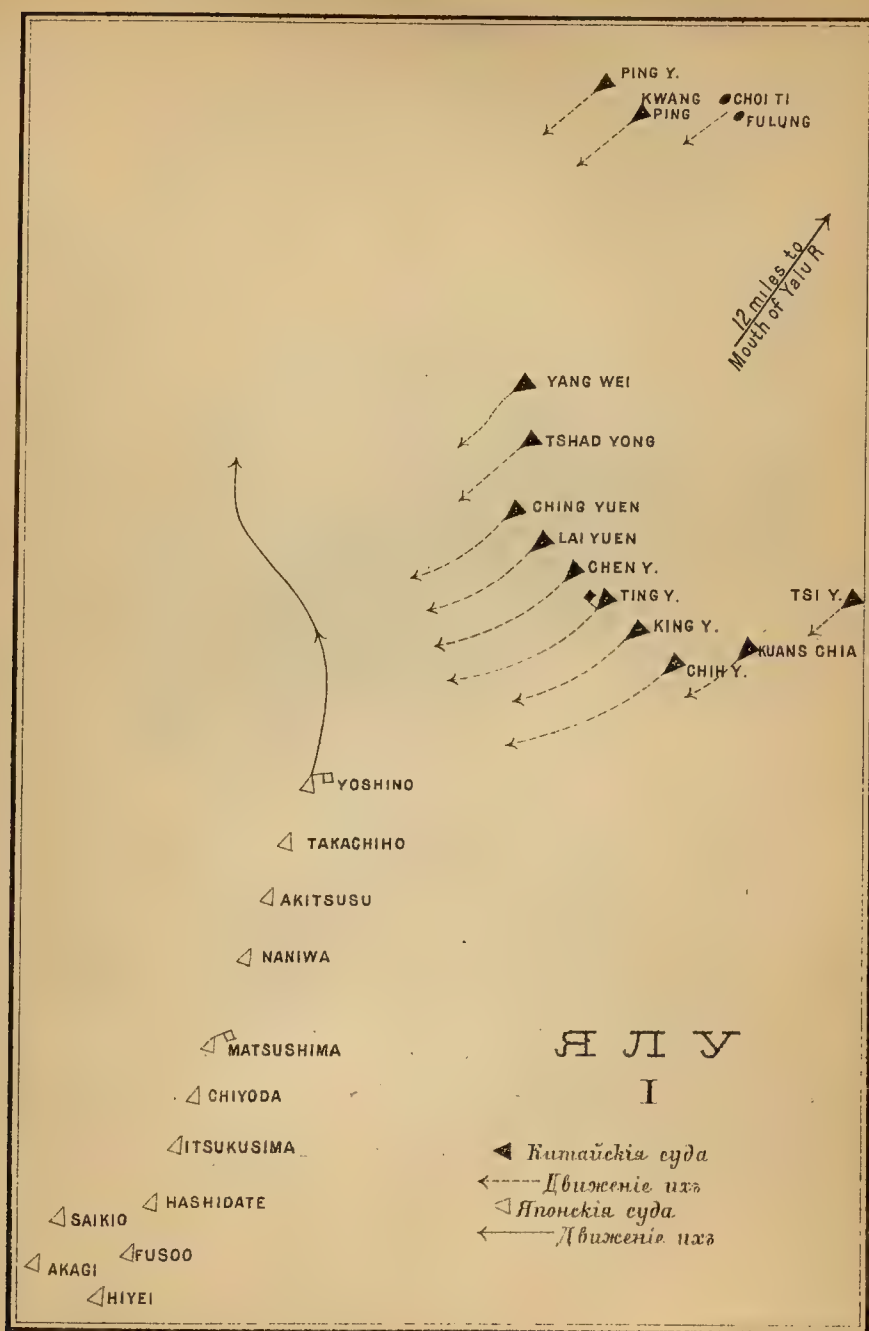 PING Y.
KWANG
PING
CHOI TI
FULUNG
12 miles to
Mouth of Yalu R
YANG WEI
TSHAD YONG
CHING YUEN
LAI YUEN
CHEN Y.
TING Y.
TSI Y.
KING Y.
KUANS CHIA
CHIH Y.
YOSHINO
TAKACHIHO
AKITSUSU
NANIWA
MATSUSHIMA
CHIYODA
ITSUKUSIMA
HASHIDATE
SAIKIO
FUSOO
AKAGI
HIYEI
ЯЛУ
I
Китайскія суда
Движеніе ихъ
Японскія суда
Движеніе ихъ